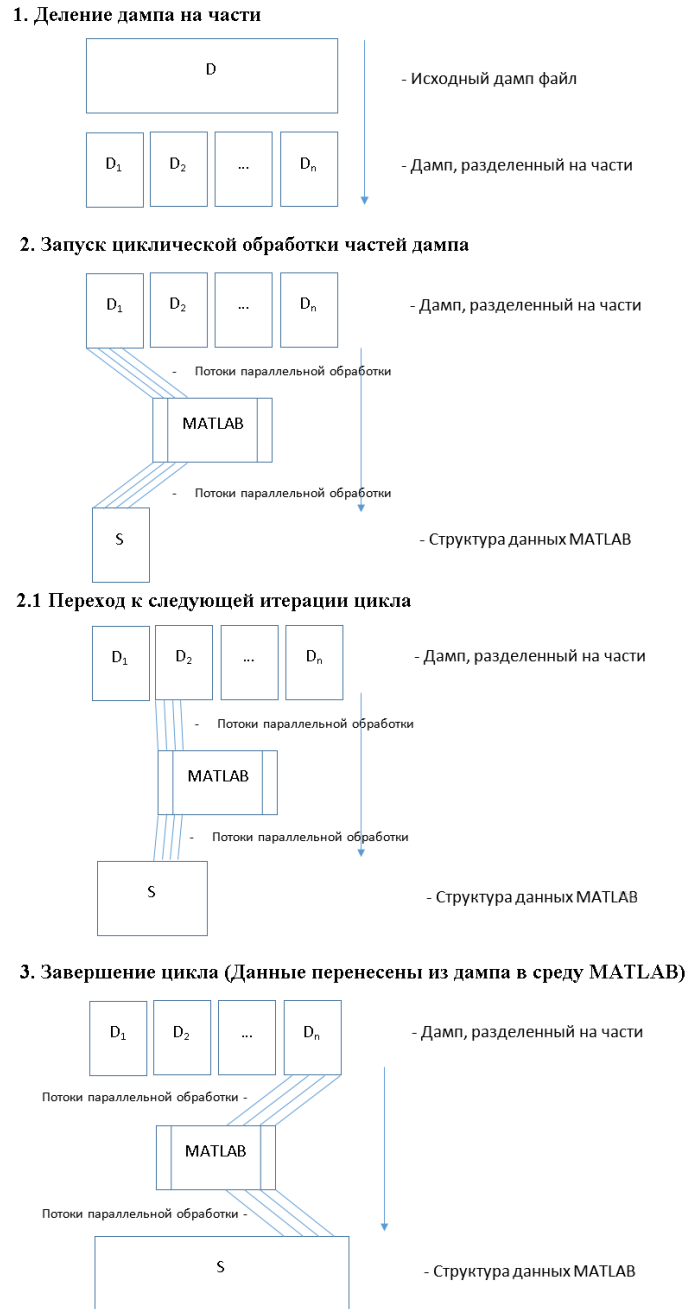 1. Деление дампа на части
D
- Исходный дамп файл
D₁ D₂ ... Dₙ
- Дамп, разделенный на части
2. Запуск циклической обработки частей дампа
D₁ D₂ ... Dₙ
- Дамп, разделенный на части
- Потоки параллельной обработки
MATLAB
- Потоки параллельной обработки
S
- Структура данных MATLAB
2.1 Переход к следующей итерации цикла
D₁ D₂ ... Dₙ
- Дамп, разделенный на части
- Потоки параллельной обработки
MATLAB
- Потоки параллельной обработки
S
- Структура данных MATLAB
3. Завершение цикла (Данные перенесены из дампа в среду MATLAB)
D₁ D₂ ... Dₙ
- Дамп, разделенный на части
Потоки параллельной обработки -
MATLAB
Потоки параллельной обработки -
S
- Структура данных MATLAB